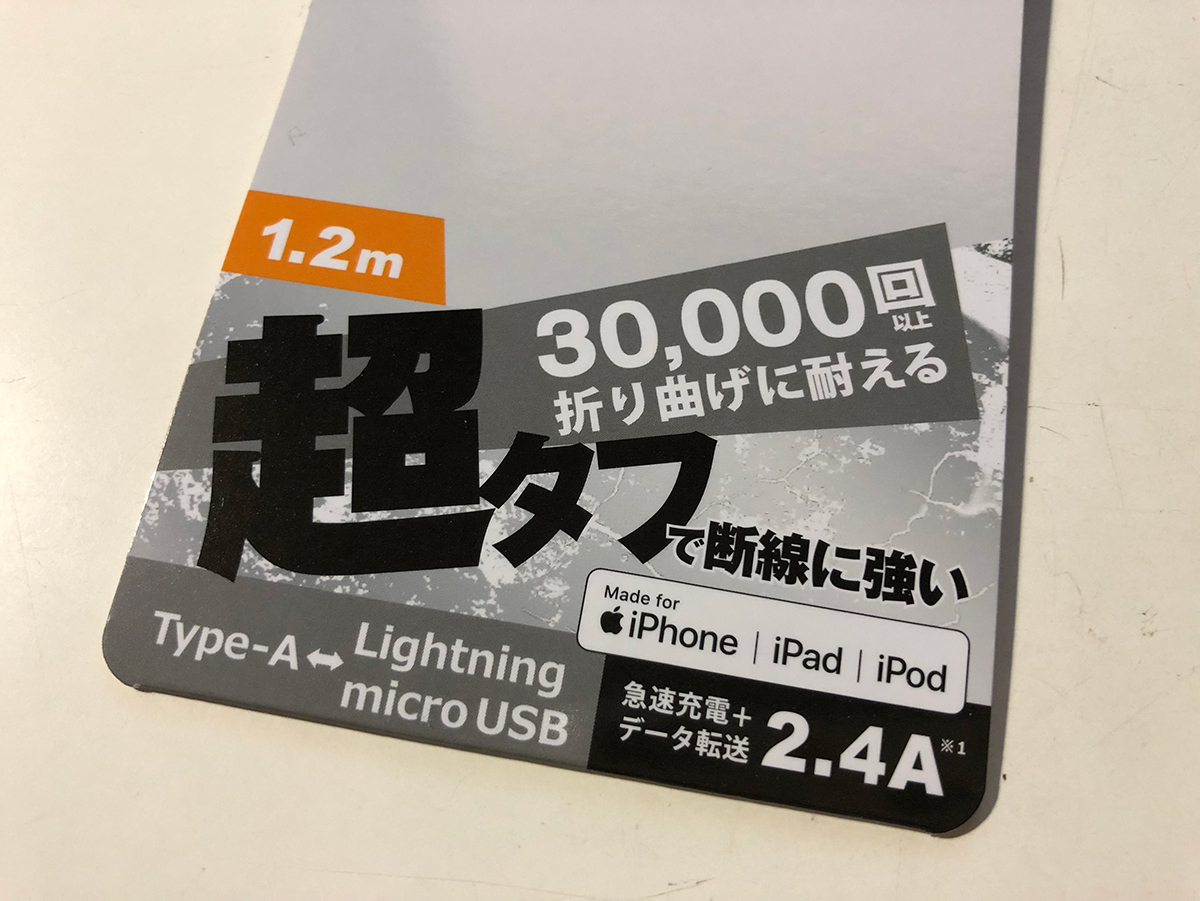 1.2m
30,000回以上
折り曲げに耐える
超タフで断線に強い
Made for
iPhone | iPad | iPod
Type-A↔Lightning
micro USB
急速充電+
データ転送
2.4A※1